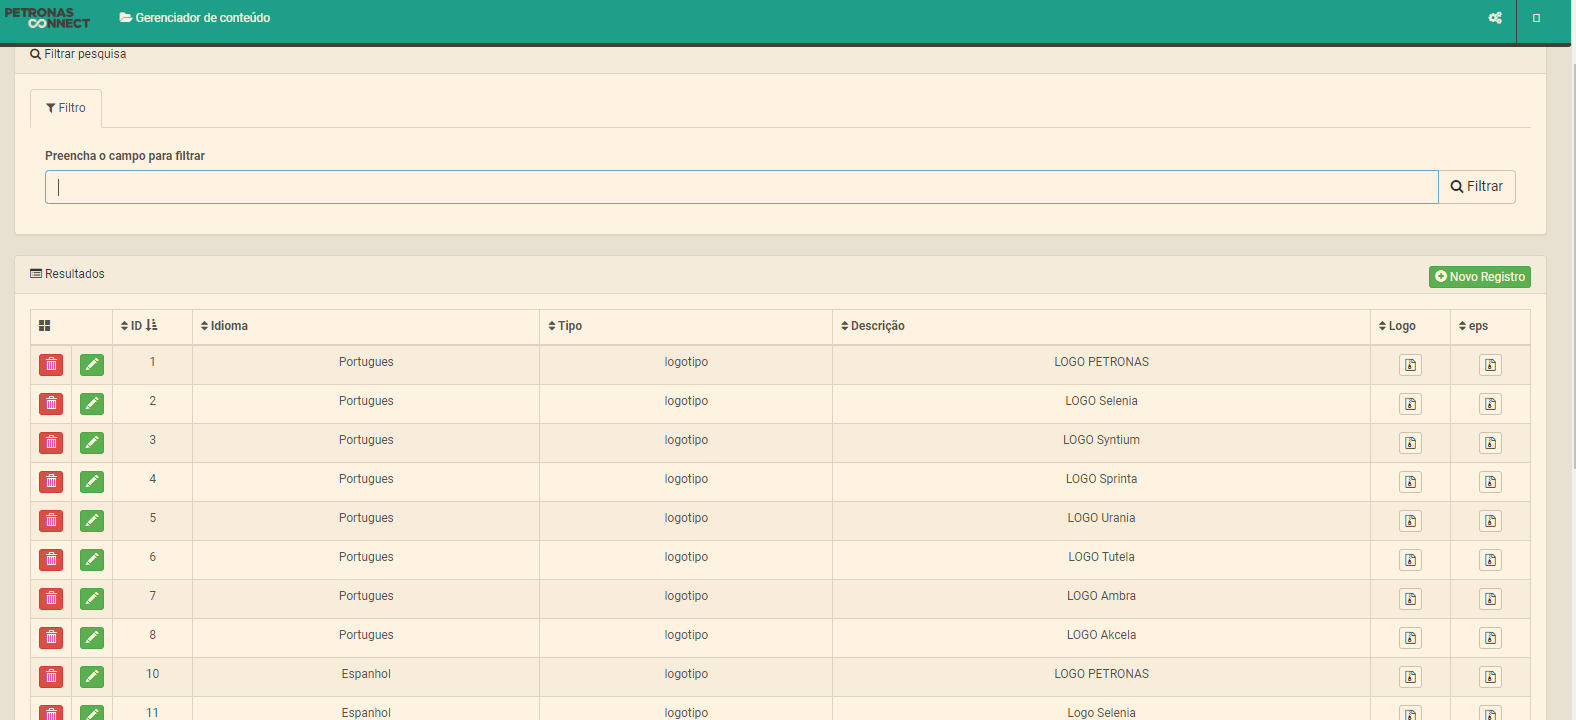 PETRONAS
CONNECT
Gerenciador de conteúdo
Filtrar pesquisa
Filtro
Preencha o campo para filtrar
Filtrar
Resultados
Novo Registro
ID Idioma Tipo Descrição Logo eps
1 Portugues logotipo LOGO PETRONAS
2 Portugues logotipo LOGO Selenia
3 Portugues logotipo LOGO Syntium
4 Portugues logotipo LOGO Sprinta
5 Portugues logotipo LOGO Urania
6 Portugues logotipo LOGO Tutela
7 Portugues logotipo LOGO Ambra
8 Portugues logotipo LOGO Akcela
10 Espanhol logotipo LOGO PETRONAS
11 Espanhol logotipo Logo Selenia